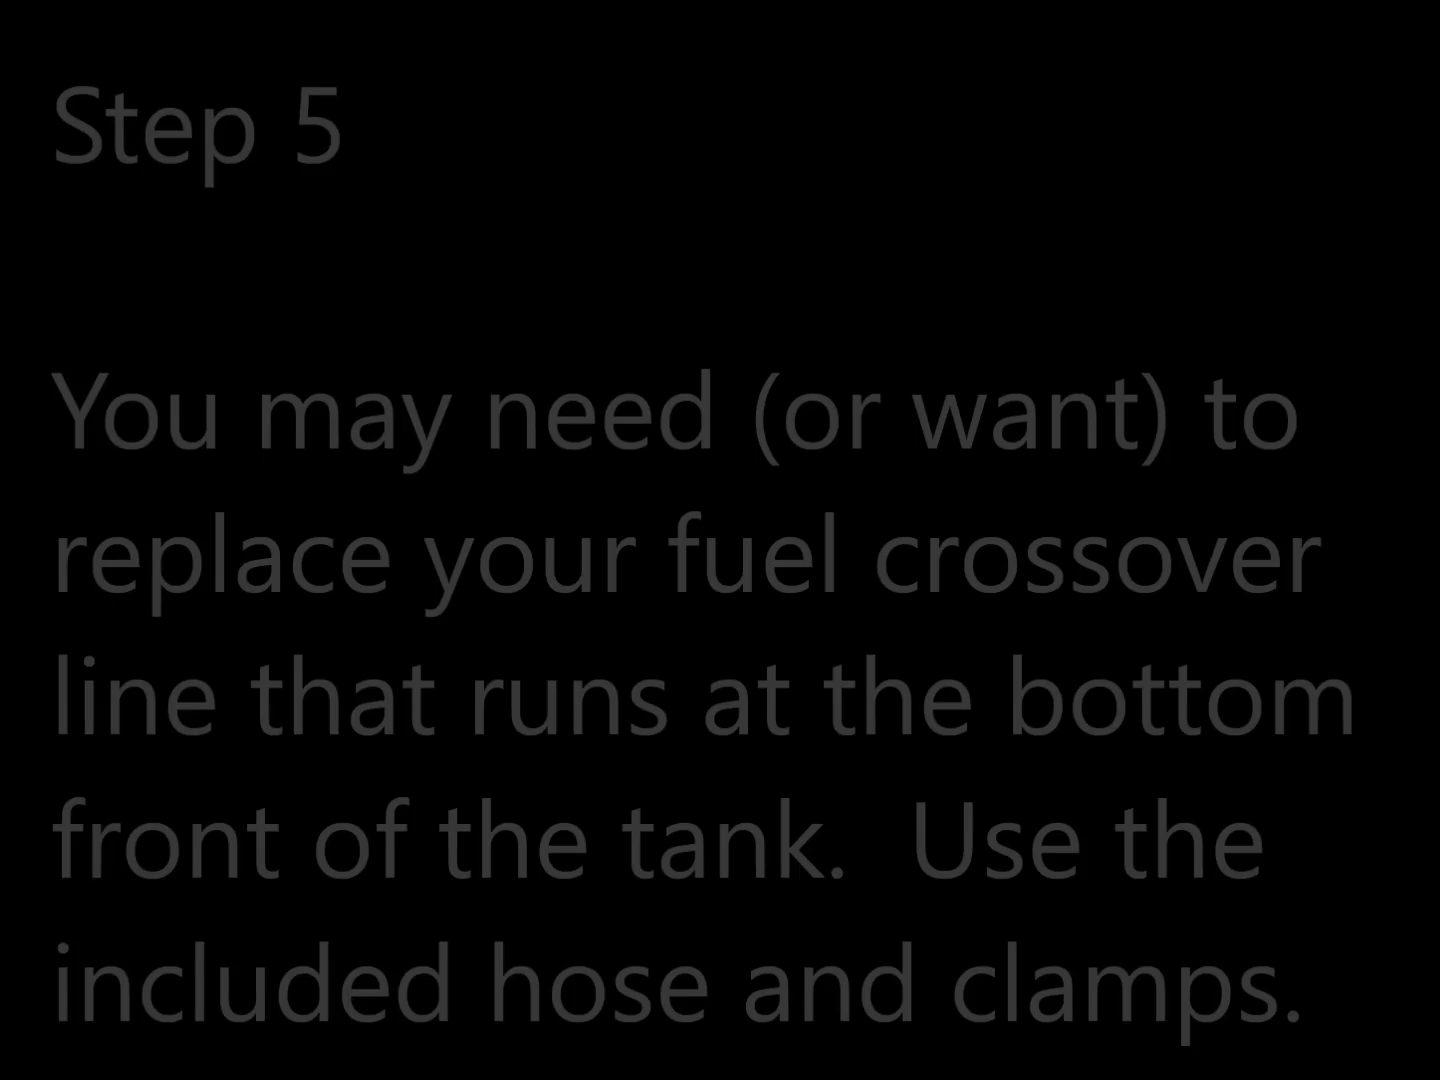 Step 5
You may need (or want) to
replace your fuel crossover
line that runs at the bottom
front of the tank.  Use the
included hose and clamps.